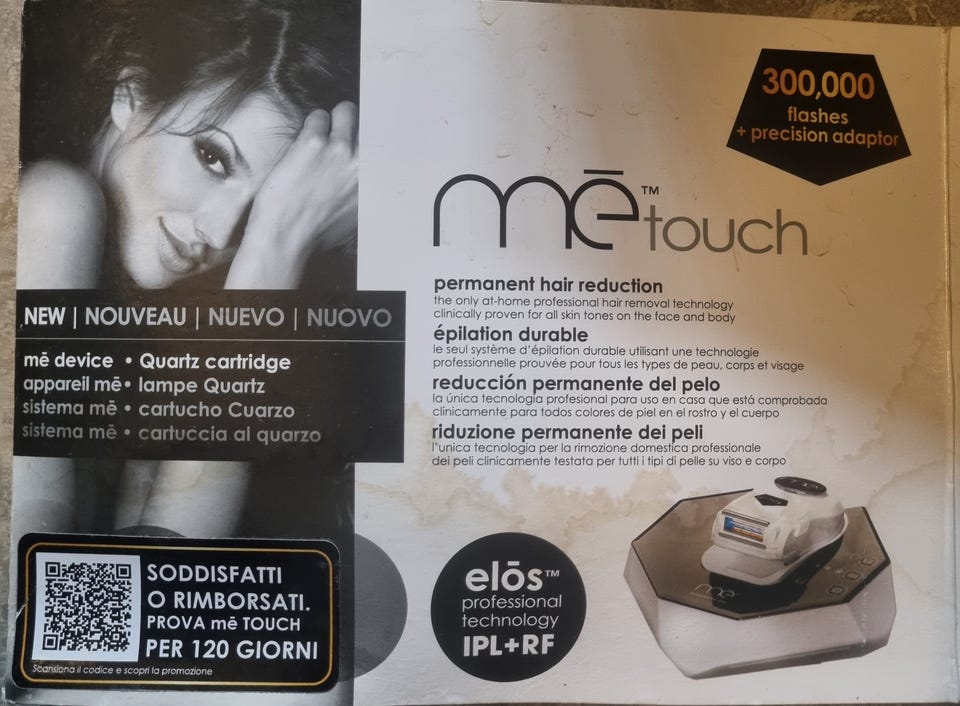 300,000
flashes
+ precision adaptor
mē™touch
permanent hair reduction
the only at-home professional hair removal technology
clinically proven for all skin tones on the face and body
épilation durable
le seul système d'épilation durable utilisant une technologie
professionnelle prouvée pour tous les types de peau, corps et visage
reducción permanente del pelo
la única tecnología profesional para uso en casa que está comprobada
clínicamente para todos colores de piel en el rostro y el cuerpo
riduzione permanente dei peli
l'unica tecnologia per la rimozione domestica professionale
dei peli clinicamente testata per tutti i tipi di pelle su viso e corpo
NEW | NOUVEAU | NUEVO | NUOVO
mē device • Quartz cartridge
appareil mē • lampe Quartz
sistema mē • cartucho Cuarzo
sistema mē • cartuccia al quarzo
SODDISFATTI
O RIMBORSATI.
PROVA mē TOUCH
PER 120 GIORNI
Scansiona il codice e scopri la promozione
elōs™
professional
technology
IPL+RF
mē
mē